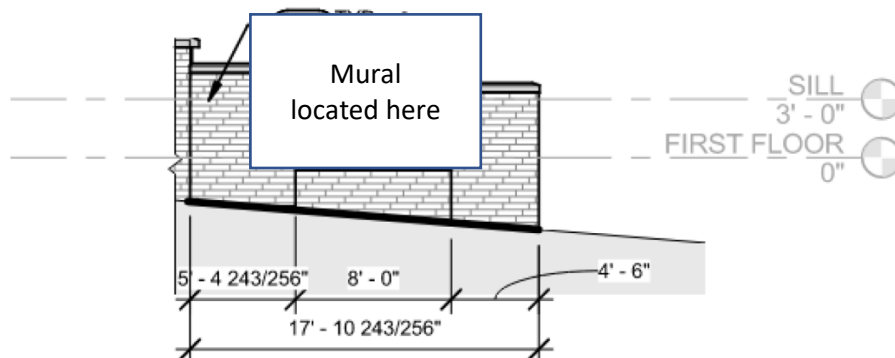 Mural
located here
SILL
3' - 0"
FIRST FLOOR
0"
5' - 4 243/256"
8' - 0"
4' - 6"
17' - 10 243/256"